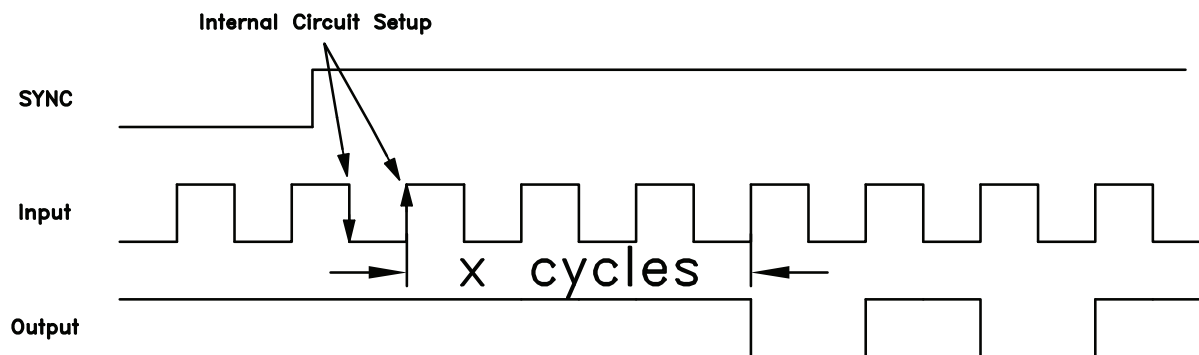 Internal Circuit Setup
SYNC
Input
x cycles
Output